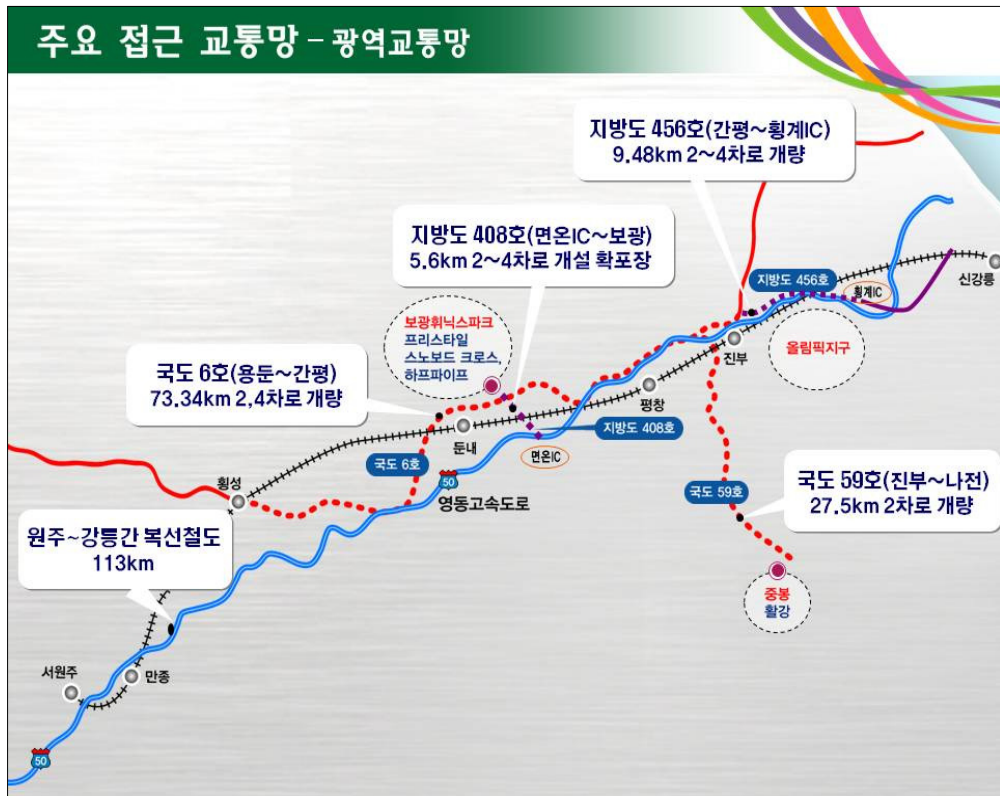 주요 접근 교통망 – 광역교통망
지방도 456호(간평~횡계IC)
9.48km 2~4차로 개량
지방도 408호(면온IC~보광)
5.6km 2~4차로 개설 확포장
지방도 456호
횡계IC
신강릉
보광휘닉스파크
프리스타일
스노보드 크로스,
하프파이프
진부
올림픽지구
국도 6호(용둔~간평)
73.34km 2,4차로 개량
평창
둔내
지방도 408호
면온IC
국도 6호
50
영동고속도로
횡성
국도 59호
국도 59호(진부~나전)
27.5km 2차로 개량
원주~강릉간 복선철도
113km
중봉
활강
서원주
만종
50